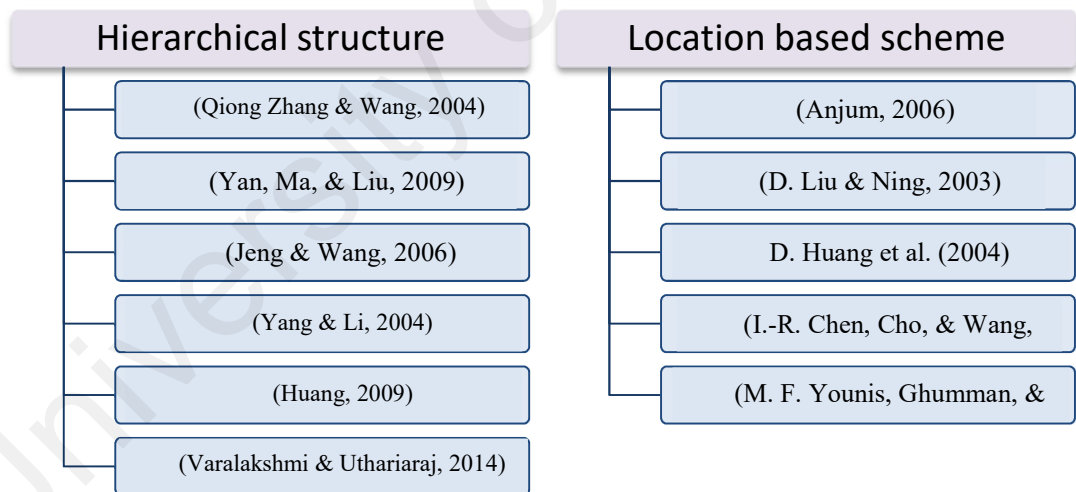 Hierarchical structure
(Qiong Zhang & Wang, 2004)
(Yan, Ma, & Liu, 2009)
(Jeng & Wang, 2006)
(Yang & Li, 2004)
(Huang, 2009)
(Varalakshmi & Uthariaraj, 2014)
Location based scheme
(Anjum, 2006)
(D. Liu & Ning, 2003)
D. Huang et al. (2004)
(I.-R. Chen, Cho, & Wang,
(M. F. Younis, Ghumman, &
University o